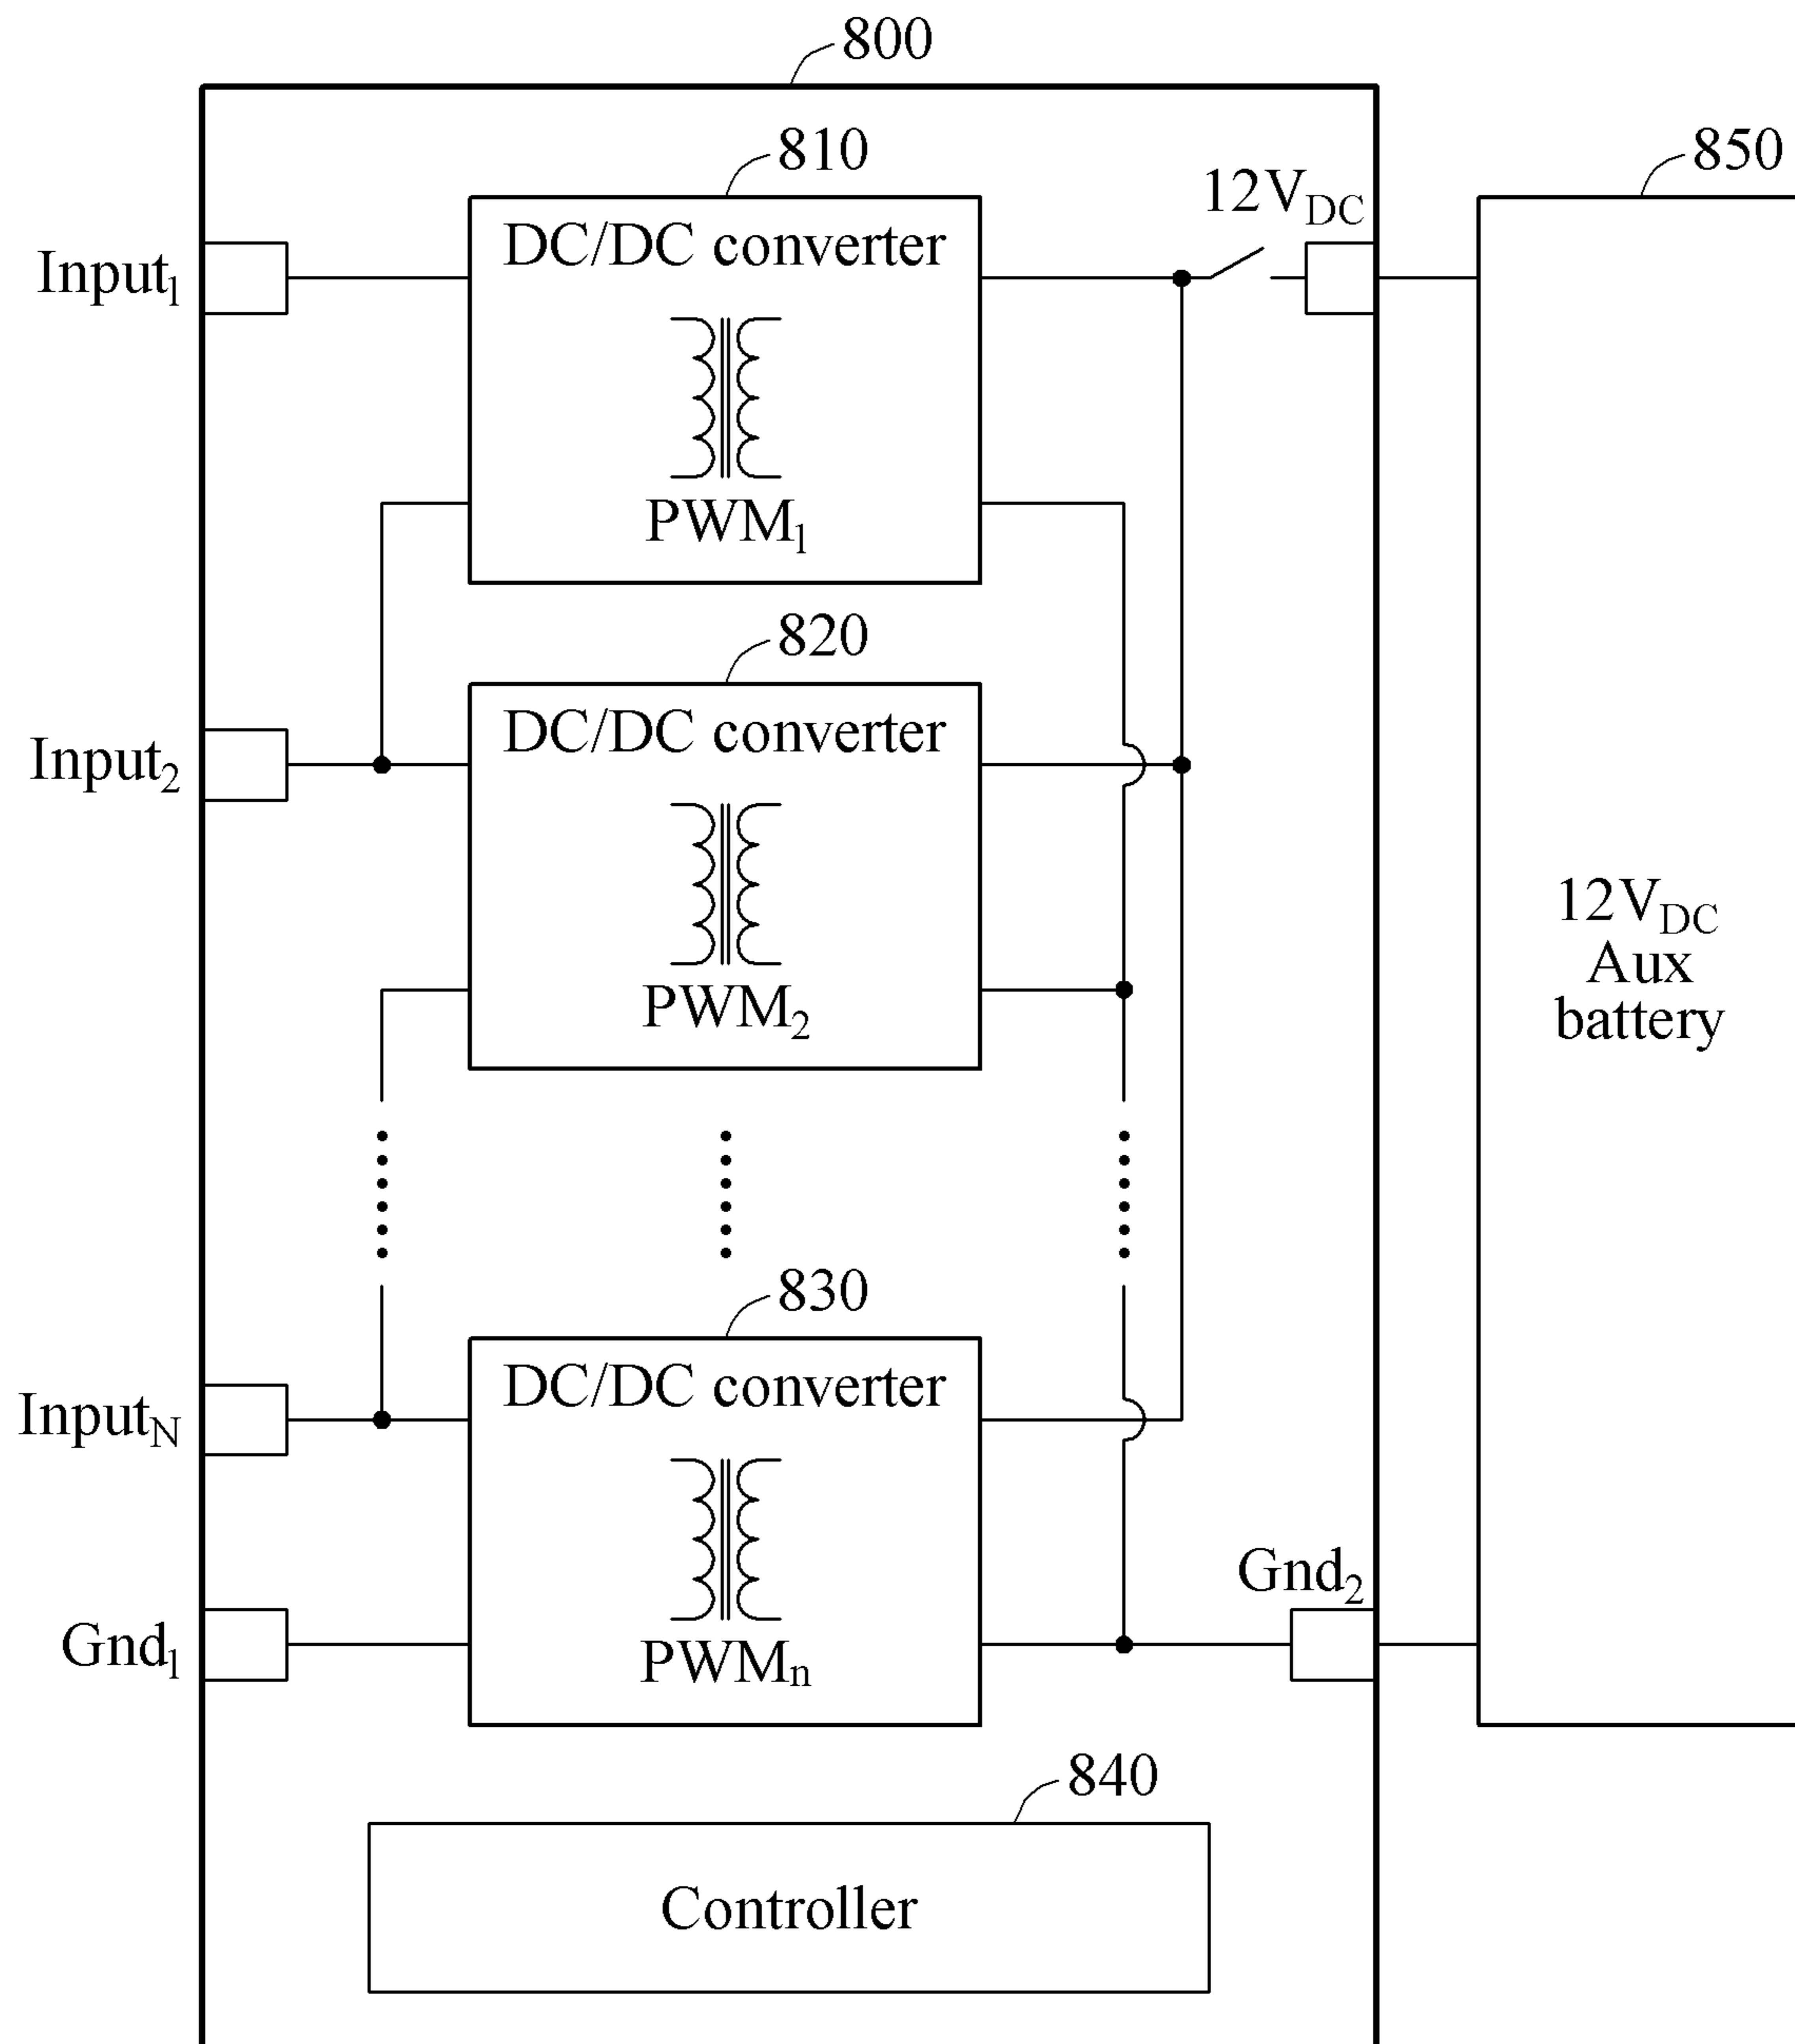 800
810
850
12VDC
DC/DC converter
Input1
PWM1
820
DC/DC converter
Input2
12VDC
Aux
battery
PWM2
830
DC/DC converter
InputN
Gnd2
Gnd1
PWMn
840
Controller